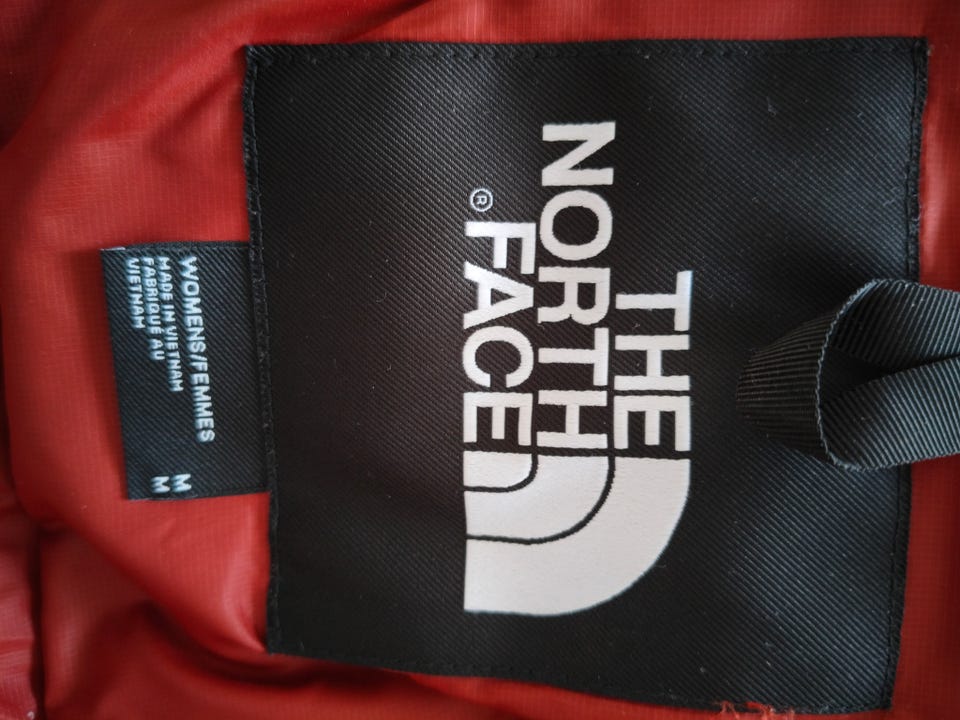 THE
NORTH
FACE
®
WOMENS/FEMMES M
MADE IN VIETNAM M
FABRIQUÉ AU
VIETNAM